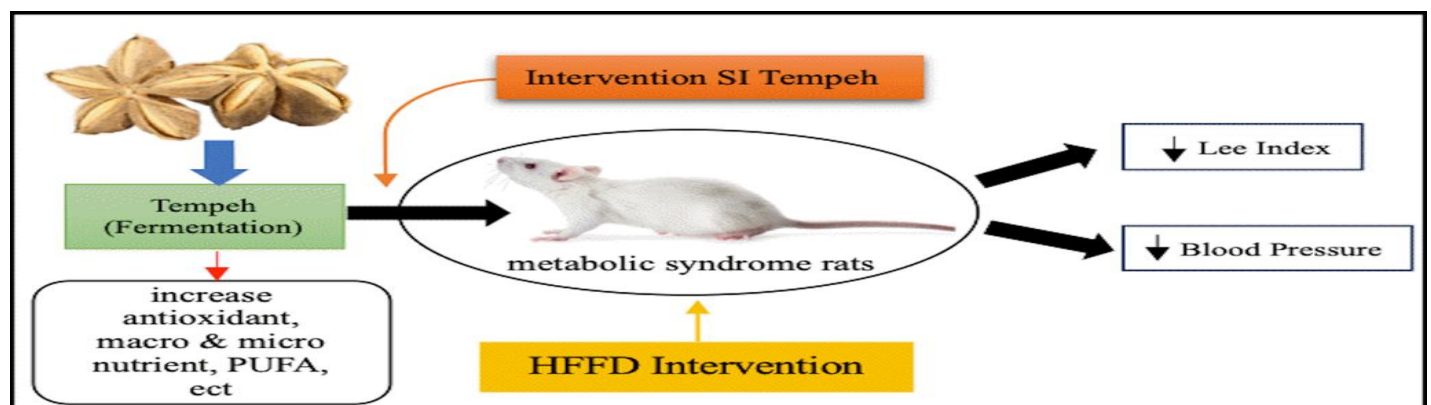 Intervention SI Tempeh
Tempeh
(Fermentation)
increase
antioxidant,
macro & micro
nutrient, PUFA,
ect
metabolic syndrome rats
HFFD Intervention
Lee Index
Blood Pressure